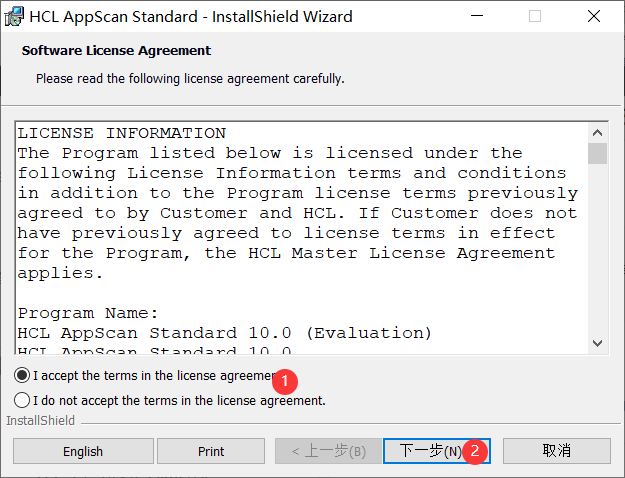 HCL AppScan Standard - InstallShield Wizard
Software License Agreement
Please read the following license agreement carefully.
LICENSE INFORMATION
The Program listed below is licensed under the
following License Information terms and conditions
in addition to the Program license terms previously
agreed to by Customer and HCL. If Customer does not
have previously agreed to license terms in effect
for the Program, the HCL Master License Agreement
applies.
Program Name:
HCL AppScan Standard 10.0 (Evaluation)
HCL AppScan Standard 10.0
I accept the terms in the license agreemen
1
I do not accept the terms in the license agreement.
InstallShield
English
Print
< 上一步(B)
下一步(N)
2
取消